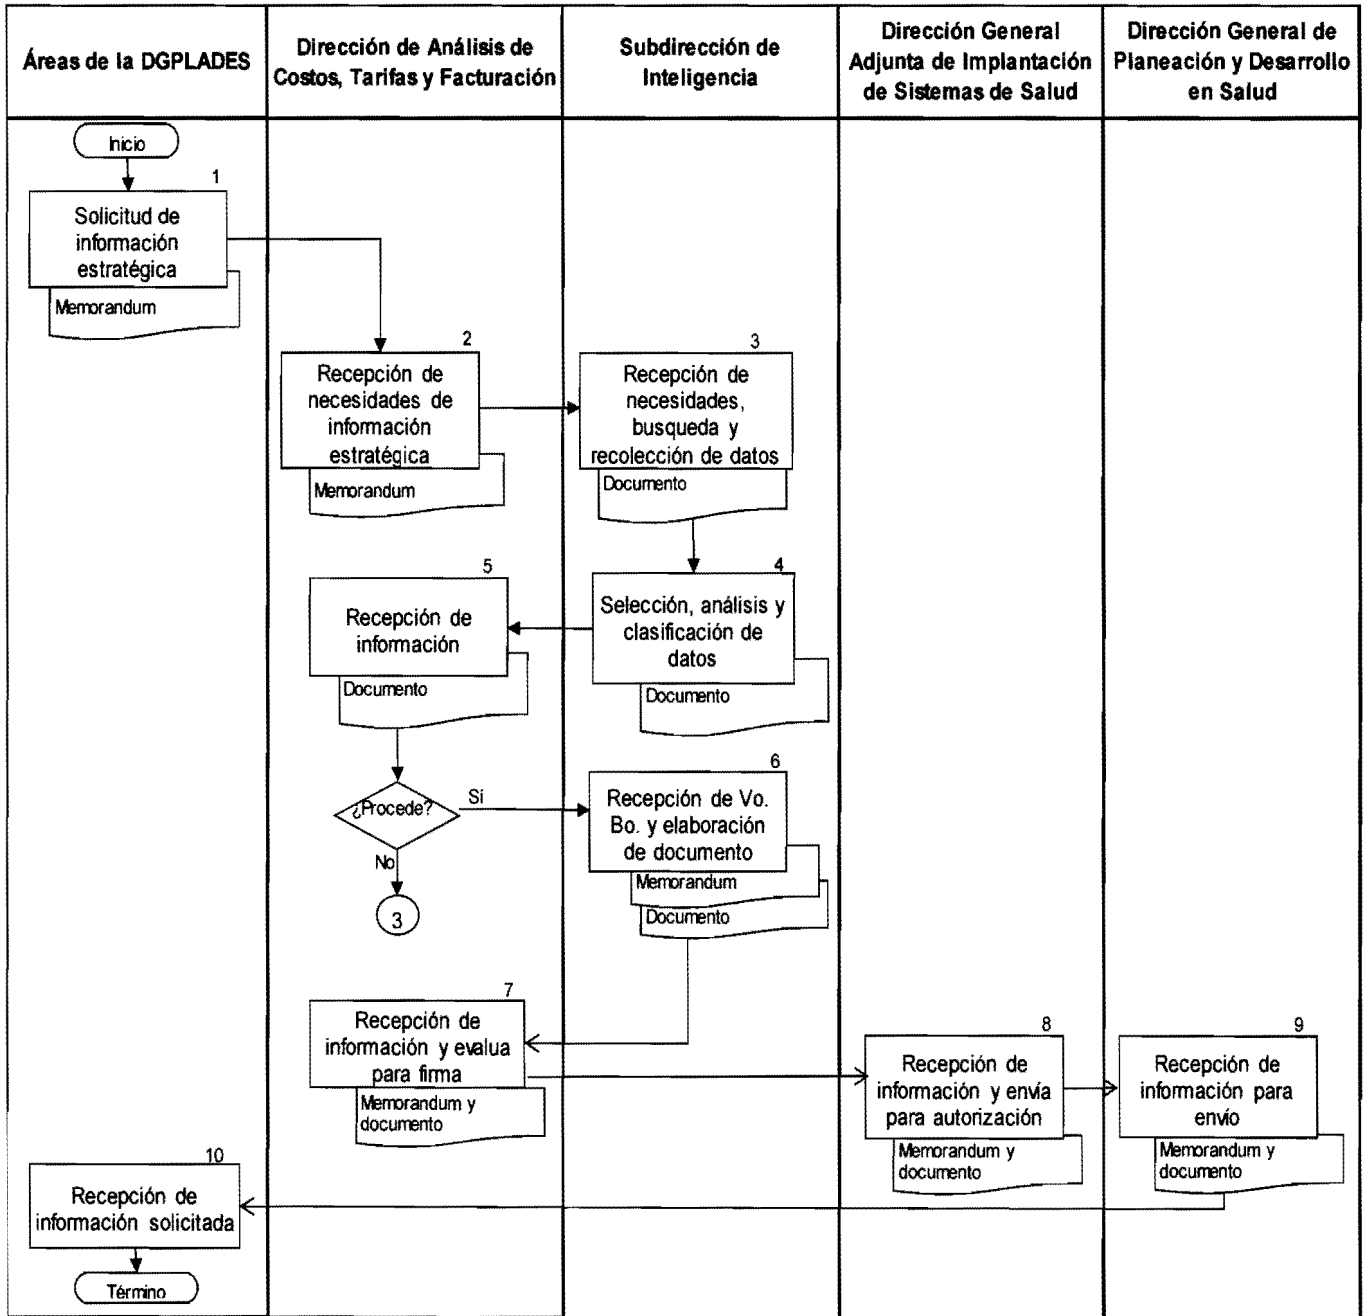 Áreas de la DGPLADES
Dirección de Análisis de
Costos, Tarifas y Facturación
Subdirección de
Inteligencia
Dirección General
Adjunta de Implantación
de Sistemas de Salud
Dirección General de
Planeación y Desarrollo
en Salud
Inicio
1
Solicitud de
información
estratégica
Memorandum
2
Recepción de
necesidades de
información
estratégica
Memorandum
3
Recepción de
necesidades,
busqueda y
recolección de datos
Documento
4
Selección, análisis y
clasificación de
datos
Documento
5
Recepción de
información
Documento
¿Procede?
Sí
No
3
6
Recepción de Vo.
Bo. y elaboración
de documento
Memorandum
Documento
7
Recepción de
información y evalua
para firma
Memorandum y
documento
8
Recepción de
información y envía
para autorización
Memorandum y
documento
9
Recepción de
información para
envío
Memorandum y
documento
10
Recepción de
información solicitada
Término